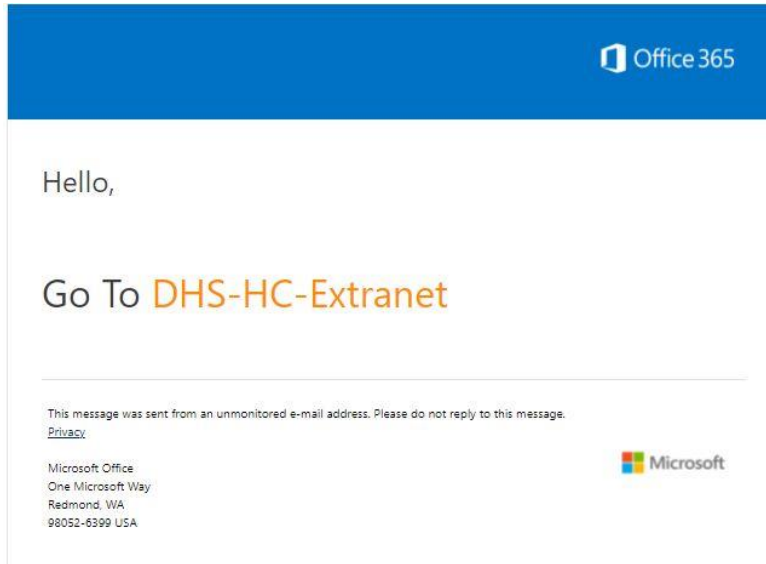 Office 365
Hello,
Go To DHS-HC-Extranet
This message was sent from an unmonitored e-mail address. Please do not reply to this message.
Privacy
Microsoft Office
One Microsoft Way
Redmond, WA
98052-6399 USA
Microsoft